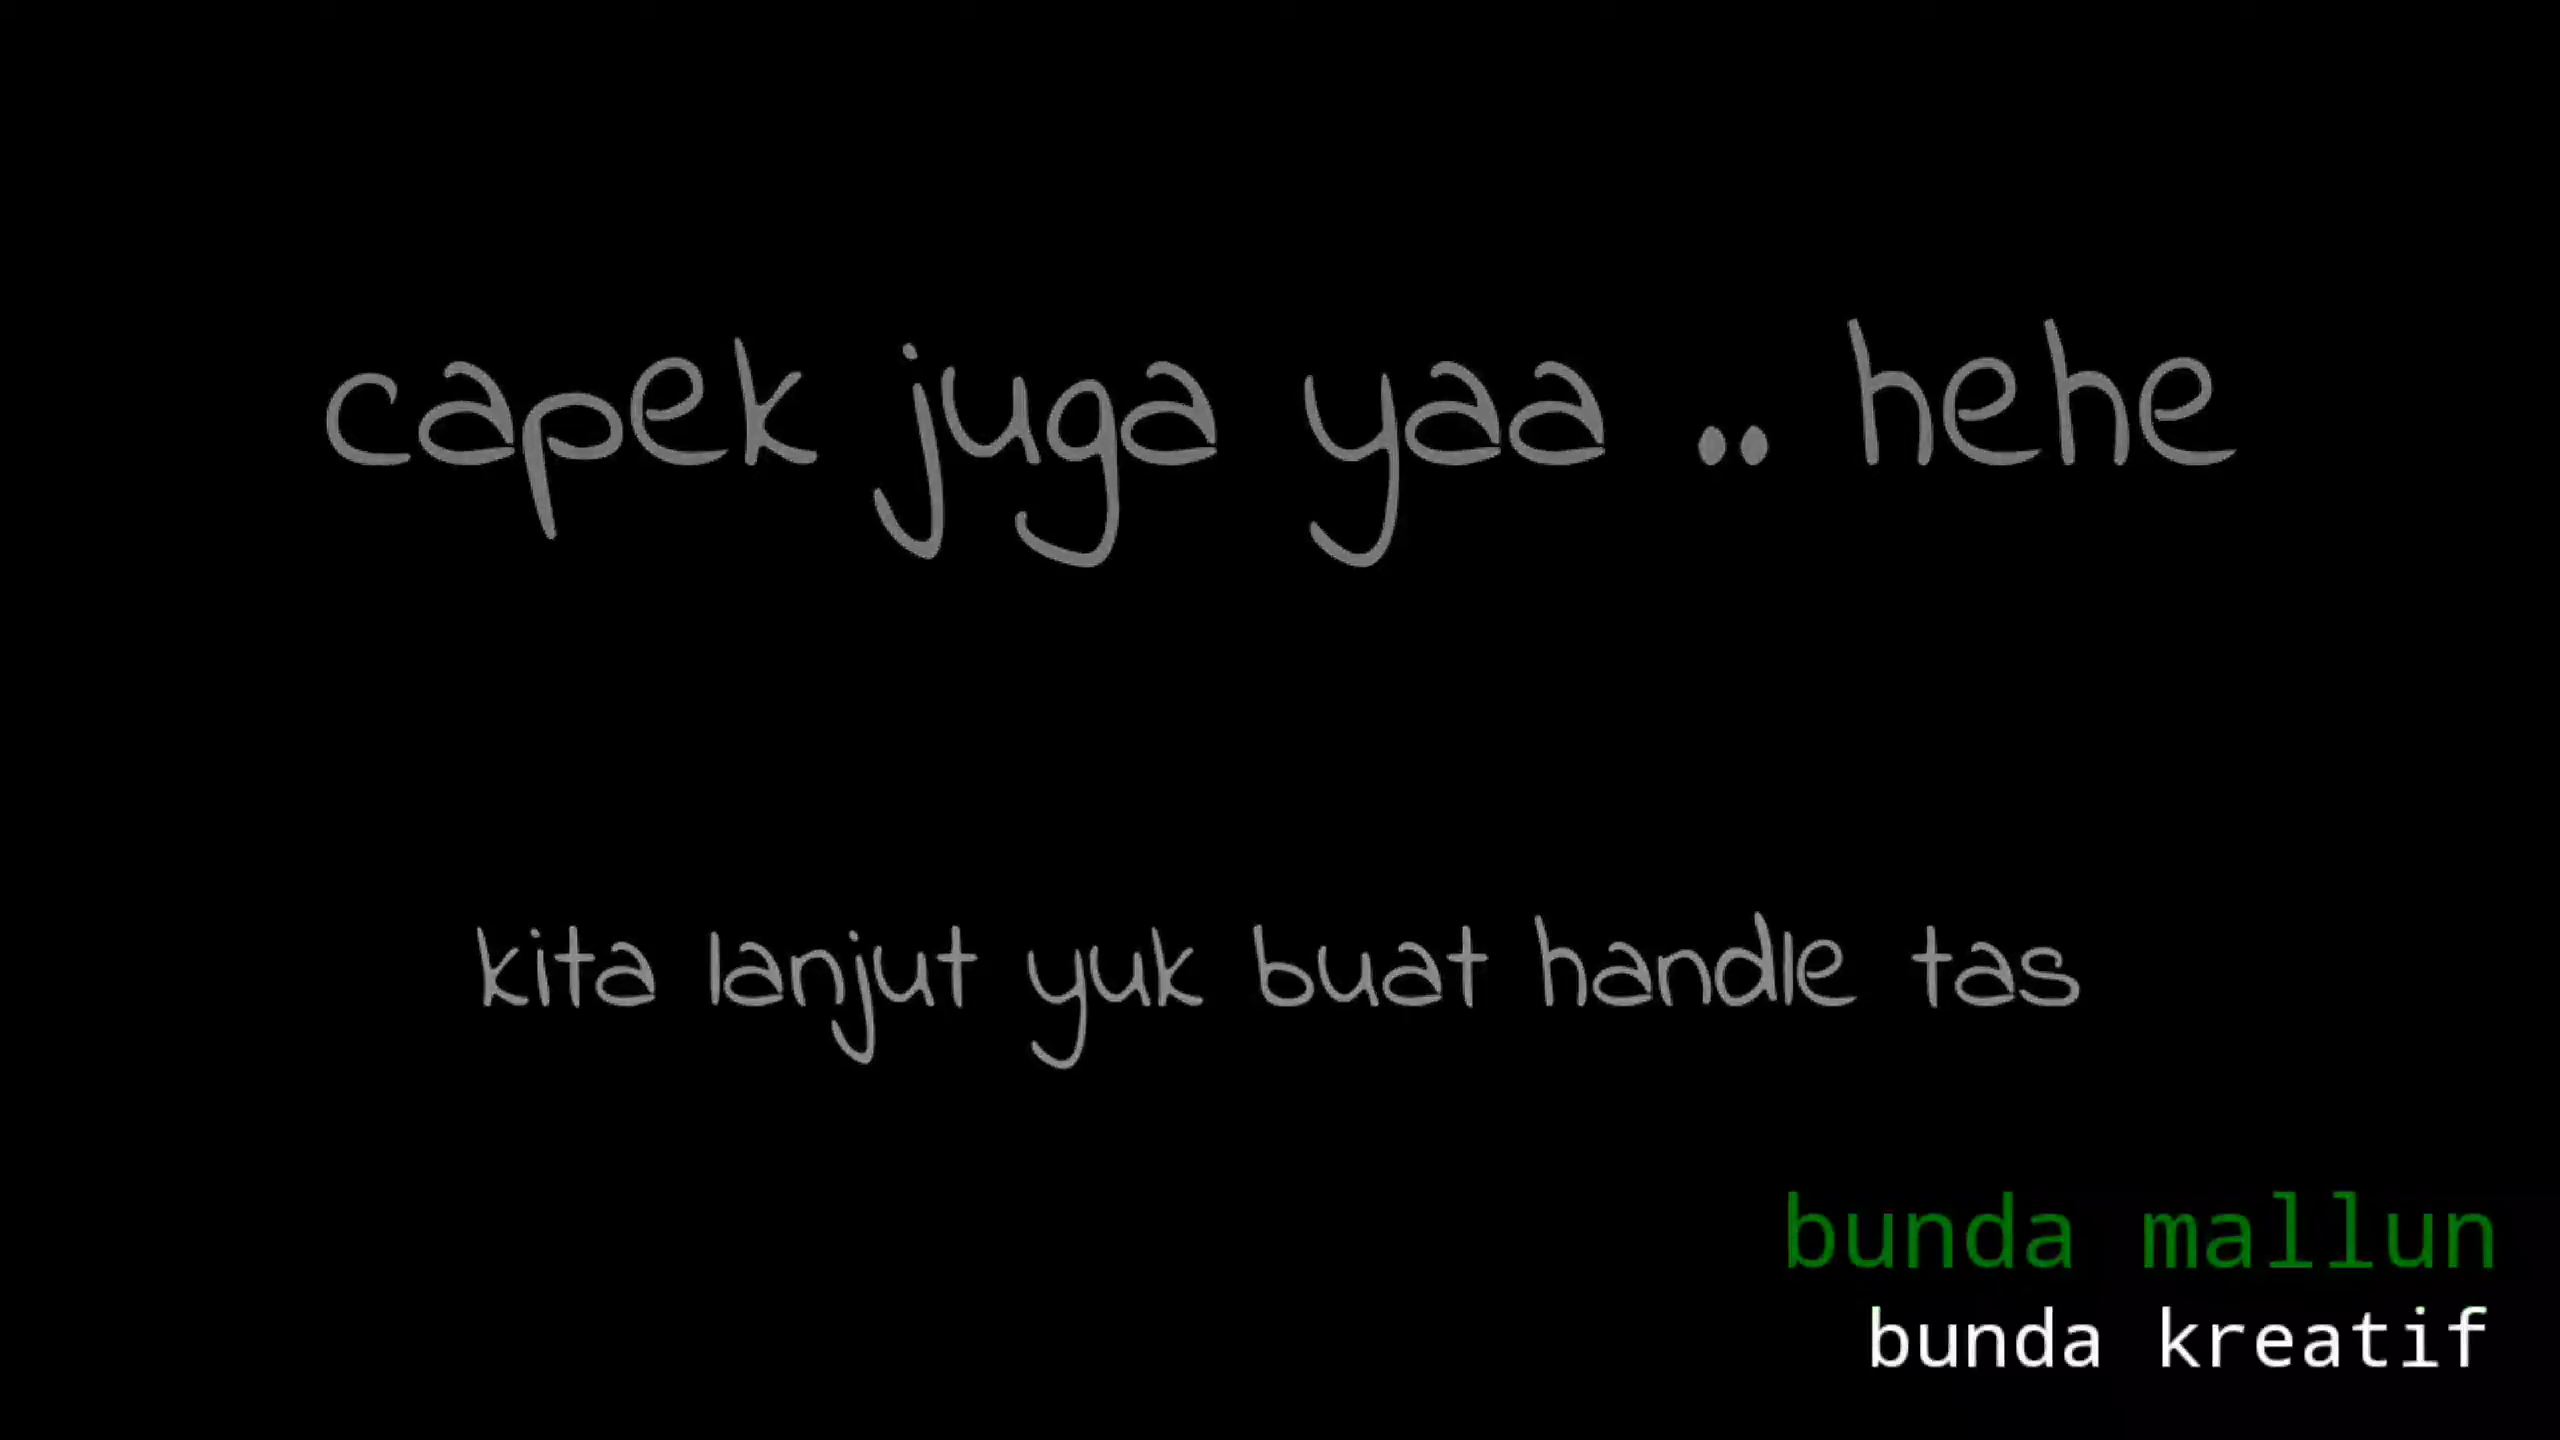 capek juga yaa .. hehe
kita lanjut yuk buat handle tas
bunda mallun
bunda kreatif